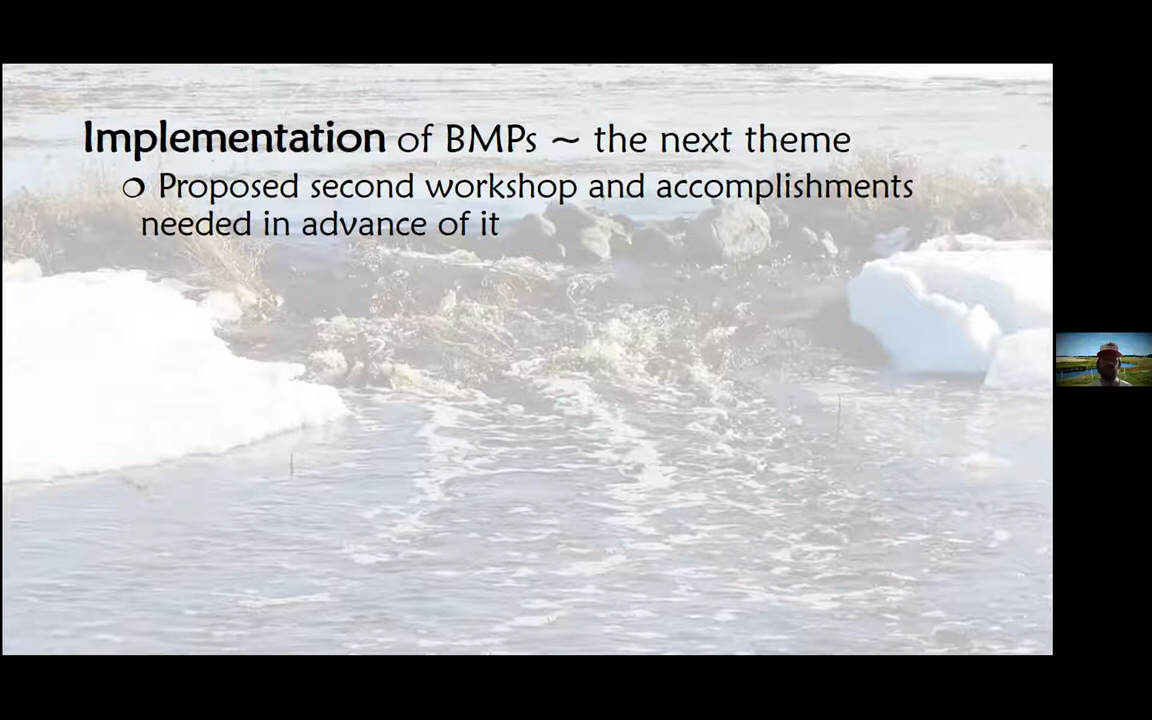 Implementation of BMPs ~ the next theme
❍ Proposed second workshop and accomplishments
needed in advance of it